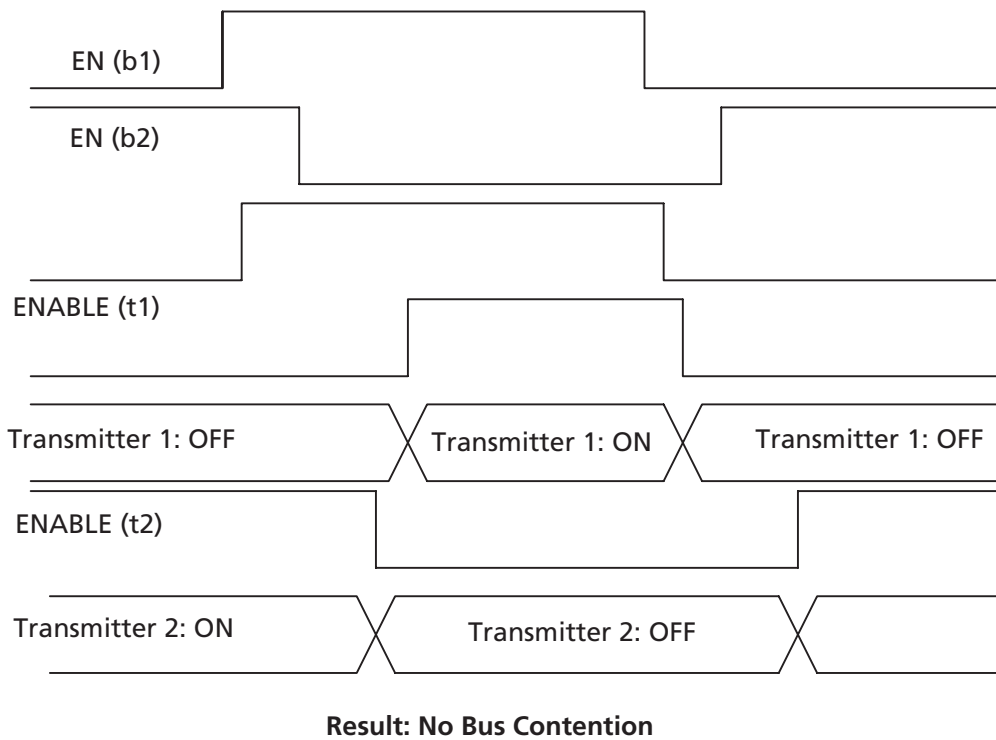 EN (b1)
EN (b2)
ENABLE (t1)
Transmitter 1: OFF Transmitter 1: ON Transmitter 1: OFF
ENABLE (t2)
Transmitter 2: ON Transmitter 2: OFF
Result: No Bus Contention